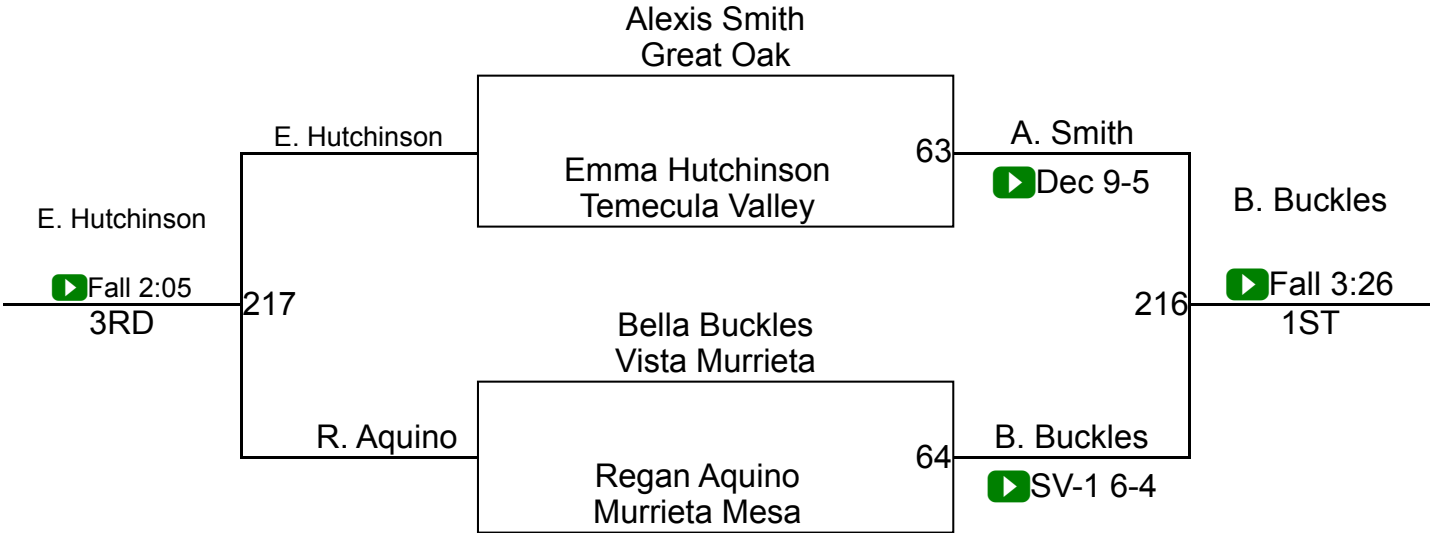 Alexis Smith
Great Oak
E. Hutchinson
63
A. Smith
Emma Hutchinson
Temecula Valley
Dec 9-5
E. Hutchinson
B. Buckles
Fall 2:05
217
3RD
216
Fall 3:26
1ST
Bella Buckles
Vista Murrieta
R. Aquino
64
B. Buckles
Regan Aquino
Murrieta Mesa
SV-1 6-4